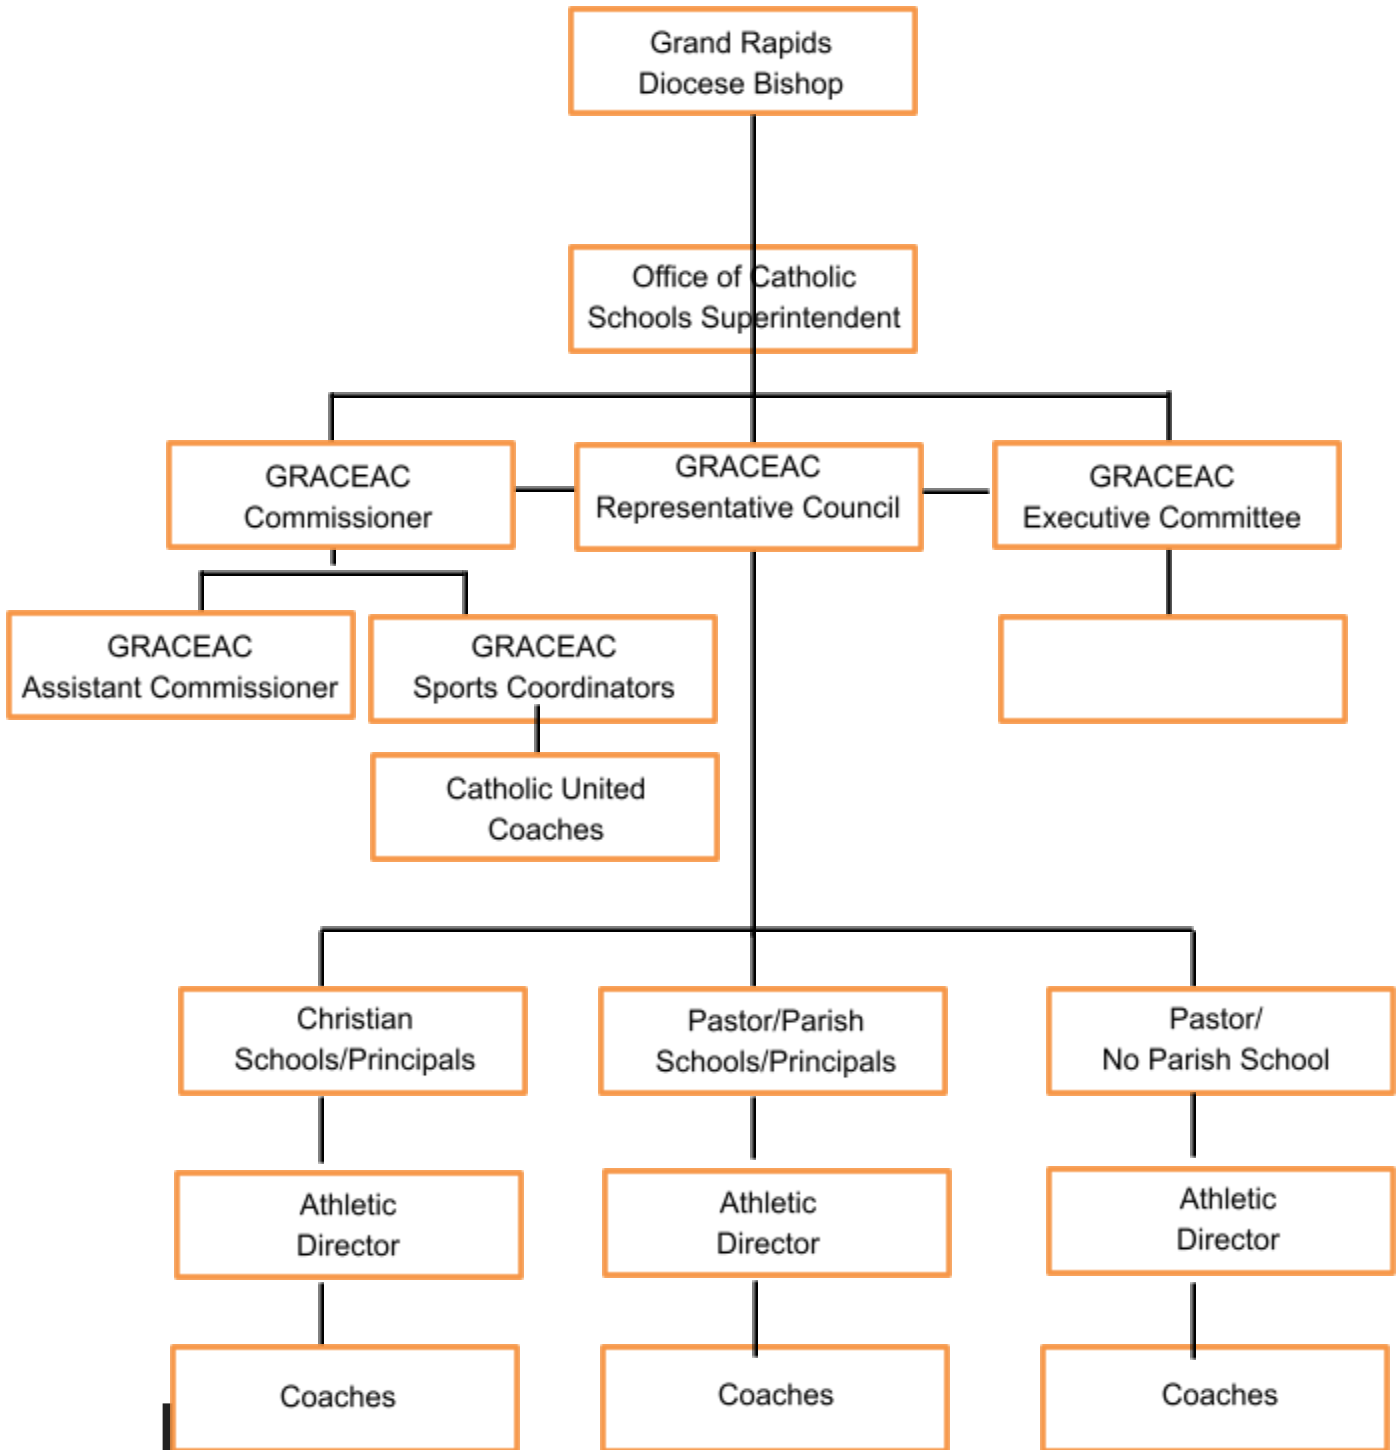 Grand Rapids
Diocese Bishop
Office of Catholic
Schools Superintendent
GRACEAC
Commissioner
GRACEAC
Representative Council
GRACEAC
Executive Committee
GRACEAC
Assistant Commissioner
GRACEAC
Sports Coordinators
Catholic United
Coaches
Christian
Schools/Principals
Pastor/Parish
Schools/Principals
Pastor/
No Parish School
Athletic
Director
Athletic
Director
Athletic
Director
Coaches
Coaches
Coaches